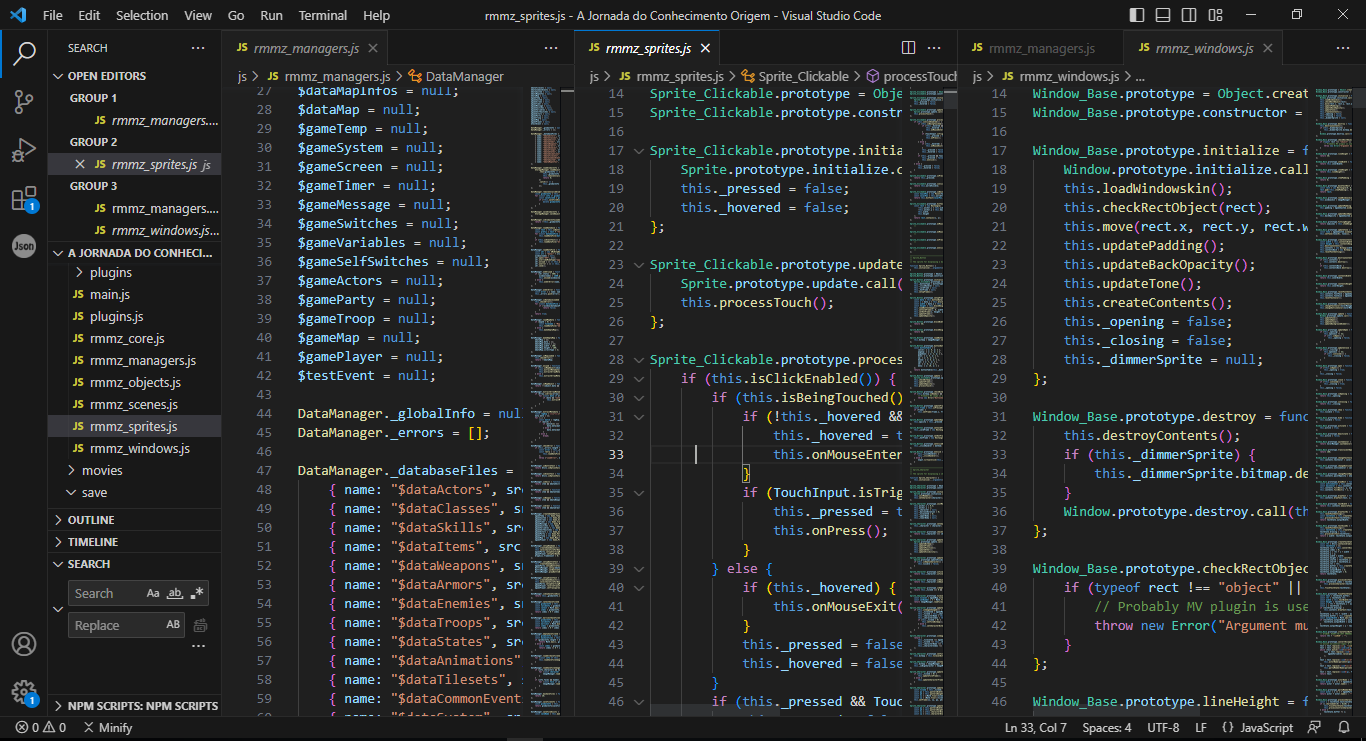 File Edit Selection View Go Run Terminal Help
rmmz_sprites.js - A Jornada do Conhecimento Origem - Visual Studio Code
SEARCH
OPEN EDITORS
GROUP 1
JS rmmz_managers....
GROUP 2
JS rmmz_sprites.js js
GROUP 3
JS rmmz_managers....
JS rmmz_windows.js...
A JORNADA DO CONHECI...
plugins
JS main.js
JS plugins.js
JS rmmz_core.js
JS rmmz_managers.js
JS rmmz_objects.js
JS rmmz_scenes.js
JS rmmz_sprites.js
JS rmmz_windows.js
movies
save
OUTLINE
TIMELINE
SEARCH
Search Aa ab
Replace AB
NPM SCRIPTS: NPM SCRIPTS
1
Json
1
JS rmmz_managers.js
js > JS rmmz_managers.js > DataManager
27 $dataMapInfos = null;
28 $dataMap = null;
29 $gameTemp = null;
30 $gameSystem = null;
31 $gameScreen = null;
32 $gameTimer = null;
33 $gameMessage = null;
34 $gameSwitches = null;
35 $gameVariables = null;
36 $gameSelfSwitches = null;
37 $gameActors = null;
38 $gameParty = null;
39 $gameTroop = null;
40 $gameMap = null;
41 $gamePlayer = null;
42 $testEvent = null;
43
44 DataManager._globalInfo = nul
45 DataManager._errors = [];
46
47 DataManager._databaseFiles =
48 { name: "$dataActors", src
49 { name: "$dataClasses", s
50 { name: "$dataSkills", sr
51 { name: "$dataItems", src
52 { name: "$dataWeapons", s
53 { name: "$dataArmors", sr
54 { name: "$dataEnemies", s
55 { name: "$dataTroops", sr
56 { name: "$dataStates", sr
57 { name: "$dataAnimations"
58 { name: "$dataTilesets", s
59 { name: "$dataCommonEvent
JS rmmz_sprites.js
js > JS rmmz_sprites.js > Sprite_Clickable > processTouch
14 Sprite_Clickable.prototype = Obje
15 Sprite_Clickable.prototype.constr
16
17 Sprite_Clickable.prototype.initia
18 Sprite.prototype.initialize.c
19 this._pressed = false;
20 this._hovered = false;
21 };
22
23 Sprite_Clickable.prototype.update
24 Sprite.prototype.update.call(
25 this.processTouch();
26 };
27
28 Sprite_Clickable.prototype.proces
29 if (this.isClickEnabled()) {
30 if (this.isBeingTouched()
31 if (!this._hovered &&
32 this._hovered = t
33 this.onMouseEnter
34 }
35 if (TouchInput.isTrig
36 this._pressed = t
37 this.onPress();
38 }
39 } else {
40 if (this._hovered) {
41 this.onMouseExit(
42 }
43 this._pressed = false
44 this._hovered = false
45 }
46 if (this._pressed && Touc
JS rmmz_managers.js JS rmmz_windows.js
js > JS rmmz_windows.js > ...
14 Window_Base.prototype = Object.creat
15 Window_Base.prototype.constructor =
16
17 Window_Base.prototype.initialize = f
18 Window.prototype.initialize.call
19 this.loadWindowskin();
20 this.checkRectObject(rect);
21 this.move(rect.x, rect.y, rect.w
22 this.updatePadding();
23 this.updateBackOpacity();
24 this.updateTone();
25 this.createContents();
26 this._opening = false;
27 this._closing = false;
28 this._dimmerSprite = null;
29 };
30
31 Window_Base.prototype.destroy = func
32 this.destroyContents();
33 if (this._dimmerSprite) {
34 this._dimmerSprite.bitmap.de
35 }
36 Window.prototype.destroy.call(th
37 };
38
39 Window_Base.prototype.checkRectObjec
40 if (typeof rect !== "object" ||
41 // Probably MV plugin is use
42 throw new Error("Argument mu
43 }
44 };
45
46 Window_Base.prototype.lineHeight = f
0 0 Minify
Ln 33, Col 7 Spaces: 4 UTF-8 LF {} JavaScript